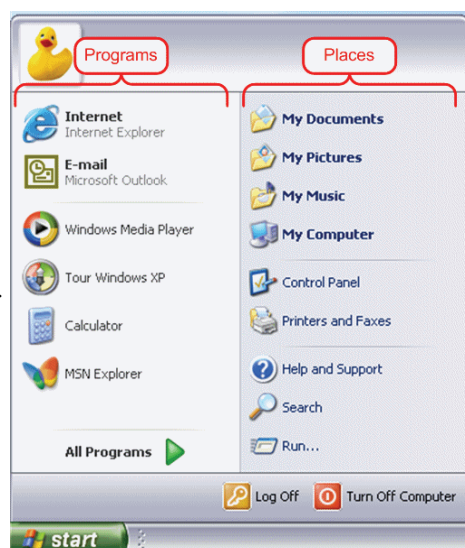 Programs
Places
Internet
Internet Explorer
E-mail
Microsoft Outlook
Windows Media Player
Tour Windows XP
Calculator
MSN Explorer
All Programs
My Documents
My Pictures
My Music
My Computer
Control Panel
Printers and Faxes
Help and Support
Search
Run...
Log Off
Turn Off Computer
start